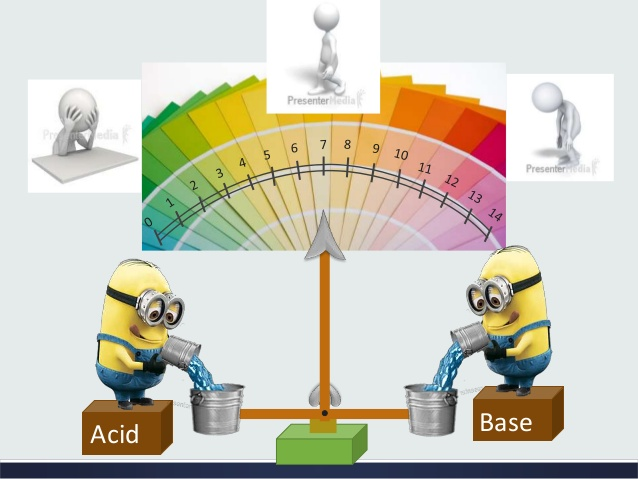 PresenterMedia
PresenterMedia
PresenterMedia
0 1 2 3 4 5 6 7 8 9 10 11 12 13 14
Acid
Base